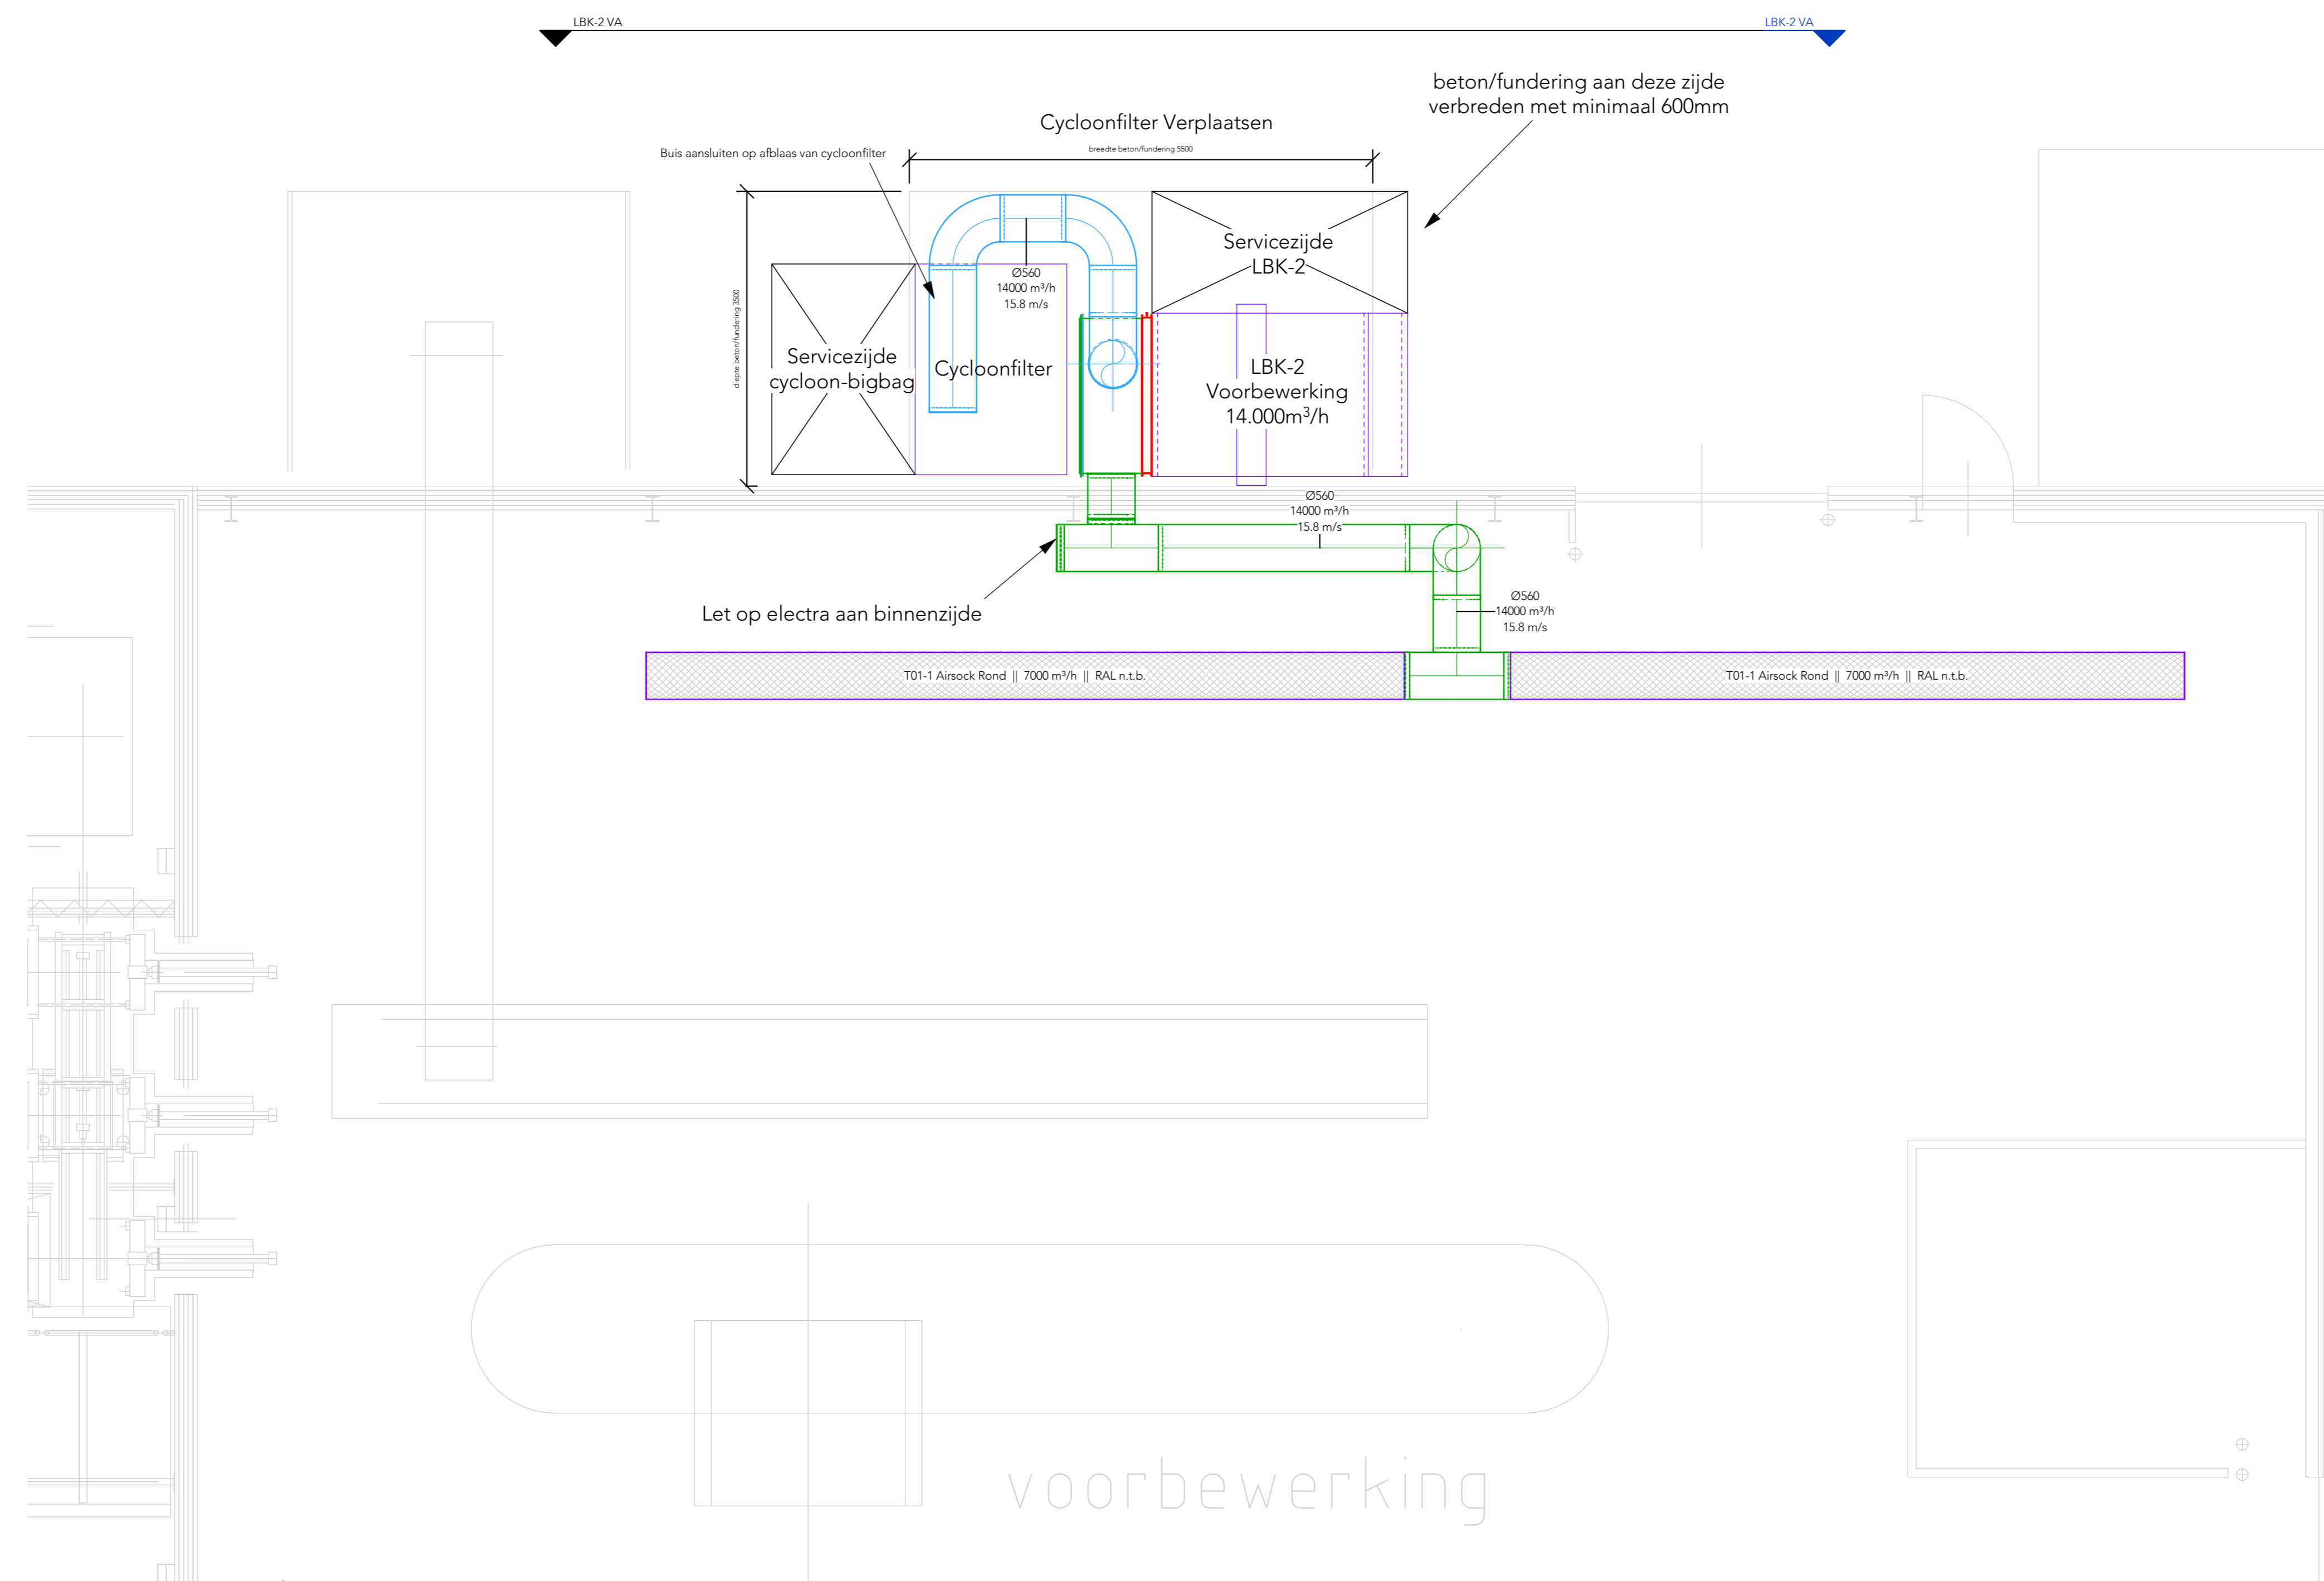 LBK-2 VA
LBK-2 VA
beton/fundering aan deze zijde
verbreden met minimaal 600mm
Cycloonfilter Verplaatsen
breedte beton/fundering 5500
Buis aansluiten op afblaas van cycloonfilter
diepte beton/fundering 3500
Servicezijde
LBK-2
Ø560
14000 m³/h
15.8 m/s
Servicezijde
cycloon-bigbag
Cycloonfilter
LBK-2
Voorbewerking
14.000m³/h
Ø560
14000 m³/h
15.8 m/s
Let op electra aan binnenzijde
Ø560
14000 m³/h
15.8 m/s
T01-1 Airsock Rond || 7000 m³/h || RAL n.t.b.
T01-1 Airsock Rond || 7000 m³/h || RAL n.t.b.
voorbewerking